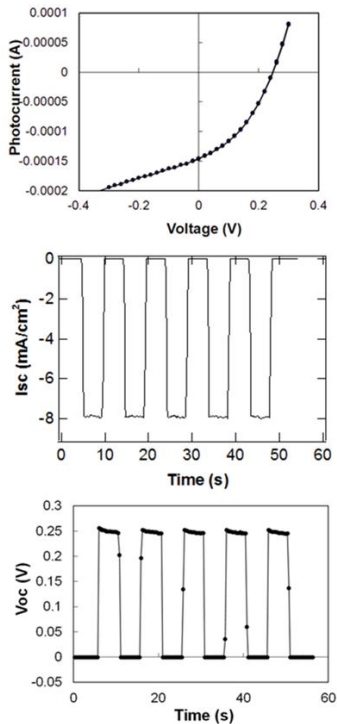 0.0001
0.00005
0
-0.00005
-0.0001
-0.00015
-0.0002
Photocurrent (A)
-0.4 -0.2 0 0.2 0.4
Voltage (V)
0
-2
-4
-6
-8
Isc (mA/cm²)
0 10 20 30 40 50 60
Time (s)
0.3
0.25
0.2
0.15
0.1
0.05
0
-0.05
Voc (V)
0 20 40 60
Time (s)